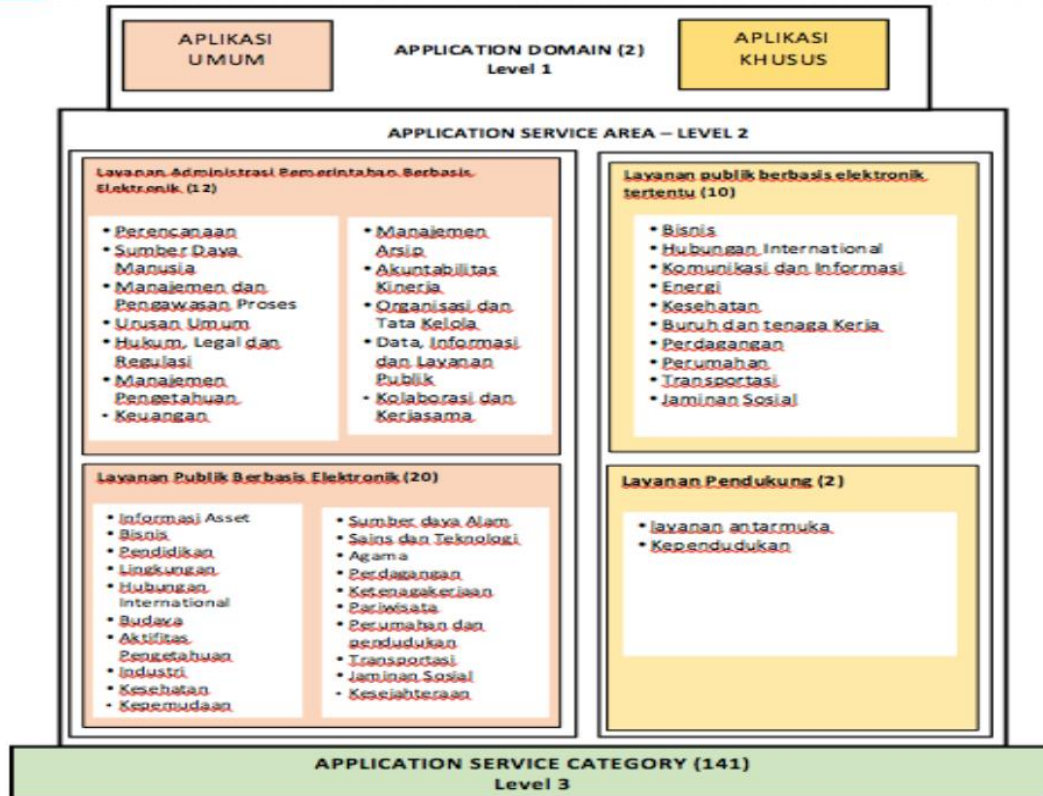 APLIKASI
UMUM
APPLICATION DOMAIN (2)
Level 1
APLIKASI
KHUSUS
APPLICATION SERVICE AREA – LEVEL 2
Layanan Administrasi Pemerintahan Berbasis
Elektronik (12)
• Perencanaan
• Sumber Daya
Manusia
• Manajemen dan
Pengawasan Proses
• Urusan Umum
• Hukum, Legal dan
Regulasi
• Manajemen
Pengetahuan
• Keuangan
• Manajemen
Arsip
• Akuntabilitas
Kinerja
• Organisasi dan
Tata Kelola
• Data, Informasi
dan Layanan
Publik
• Kolaborasi dan
Kerjasama
Layanan publik berbasis elektronik
tertentu (10)
• Bisnis
• Hubungan International
• Komunikasi dan Informasi
• Energi
• Kesehatan
• Buruh dan tenaga Kerja
• Perdagangan
• Perumahan
• Transportasi
• Jaminan Sosial
Layanan Publik Berbasis Elektronik (20)
• Informasi Asset
• Bisnis
• Pendidikan
• Lingkungan
• Hubungan
International
• Budaya
• Aktifitas
Pengetahuan
• Industri
• Kesehatan
• Kepemudaan
• Sumber daya Alam
• Sains dan Teknologi
• Agama
• Perdagangan
• Ketenagakerjaan
• Pariwisata
• Perumahan dan
pendudukan
• Transportasi
• Jaminan Sosial
• Kesejahteraan
Layanan Pendukung (2)
• layanan antarmuka
• Kependudukan
APPLICATION SERVICE CATEGORY (141)
Level 3